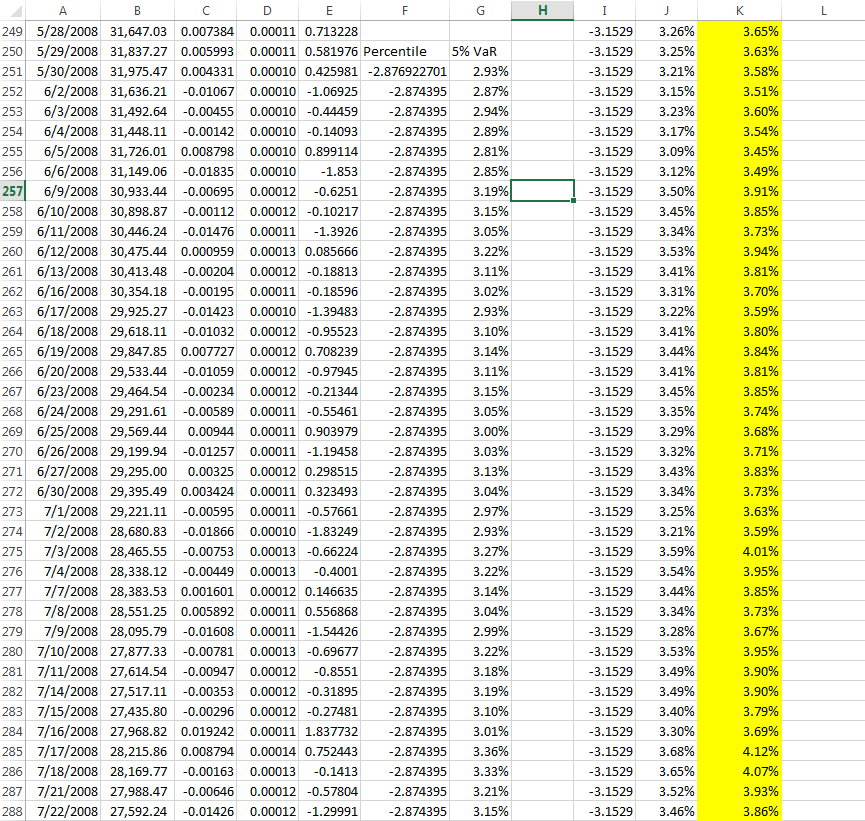 A B C D E F G H I J K L
249 5/28/2008 31,647.03 0.007384 0.00011 0.713228 -3.1529 3.26% 3.65%
250 5/29/2008 31,837.27 0.005993 0.00011 0.581976 Percentile 5% VaR -3.1529 3.25% 3.63%
251 5/30/2008 31,975.47 0.004331 0.00010 0.425981 -2.876922701 2.93% -3.1529 3.21% 3.58%
252 6/2/2008 31,636.21 -0.01067 0.00010 -1.06925 -2.874395 2.87% -3.1529 3.15% 3.51%
253 6/3/2008 31,492.64 -0.00455 0.00010 -0.44459 -2.874395 2.94% -3.1529 3.23% 3.60%
254 6/4/2008 31,448.11 -0.00142 0.00010 -0.14093 -2.874395 2.89% -3.1529 3.17% 3.54%
255 6/5/2008 31,726.01 0.008798 0.00010 0.899114 -2.874395 2.81% -3.1529 3.09% 3.45%
256 6/6/2008 31,149.06 -0.01835 0.00010 -1.853 -2.874395 2.85% -3.1529 3.12% 3.49%
257 6/9/2008 30,933.44 -0.00695 0.00012 -0.6251 -2.874395 3.19% -3.1529 3.50% 3.91%
258 6/10/2008 30,898.87 -0.00112 0.00012 -0.10217 -2.874395 3.15% -3.1529 3.45% 3.85%
259 6/11/2008 30,446.24 -0.01476 0.00011 -1.3926 -2.874395 3.05% -3.1529 3.34% 3.73%
260 6/12/2008 30,475.44 0.000959 0.00013 0.085666 -2.874395 3.22% -3.1529 3.53% 3.94%
261 6/13/2008 30,413.48 -0.00204 0.00012 -0.18813 -2.874395 3.11% -3.1529 3.41% 3.81%
262 6/16/2008 30,354.18 -0.00195 0.00011 -0.18596 -2.874395 3.02% -3.1529 3.31% 3.70%
263 6/17/2008 29,925.27 -0.01423 0.00010 -1.39483 -2.874395 2.93% -3.1529 3.22% 3.59%
264 6/18/2008 29,618.11 -0.01032 0.00012 -0.95523 -2.874395 3.10% -3.1529 3.41% 3.80%
265 6/19/2008 29,847.85 0.007727 0.00012 0.708239 -2.874395 3.14% -3.1529 3.44% 3.84%
266 6/20/2008 29,533.44 -0.01059 0.00012 -0.97945 -2.874395 3.11% -3.1529 3.41% 3.81%
267 6/23/2008 29,464.54 -0.00234 0.00012 -0.21344 -2.874395 3.15% -3.1529 3.45% 3.85%
268 6/24/2008 29,291.61 -0.00589 0.00011 -0.55461 -2.874395 3.05% -3.1529 3.35% 3.74%
269 6/25/2008 29,569.44 0.00944 0.00011 0.903979 -2.874395 3.00% -3.1529 3.29% 3.68%
270 6/26/2008 29,199.94 -0.01257 0.00011 -1.19458 -2.874395 3.03% -3.1529 3.32% 3.71%
271 6/27/2008 29,295.00 0.00325 0.00012 0.298515 -2.874395 3.13% -3.1529 3.43% 3.83%
272 6/30/2008 29,395.49 0.003424 0.00011 0.323493 -2.874395 3.04% -3.1529 3.34% 3.73%
273 7/1/2008 29,221.11 -0.00595 0.00011 -0.57661 -2.874395 2.97% -3.1529 3.25% 3.63%
274 7/2/2008 28,680.83 -0.01866 0.00010 -1.83249 -2.874395 2.93% -3.1529 3.21% 3.59%
275 7/3/2008 28,465.55 -0.00753 0.00013 -0.66224 -2.874395 3.27% -3.1529 3.59% 4.01%
276 7/4/2008 28,338.12 -0.00449 0.00013 -0.4001 -2.874395 3.22% -3.1529 3.54% 3.95%
277 7/7/2008 28,383.53 0.001601 0.00012 0.146635 -2.874395 3.14% -3.1529 3.44% 3.85%
278 7/8/2008 28,551.25 0.005892 0.00011 0.556868 -2.874395 3.04% -3.1529 3.34% 3.73%
279 7/9/2008 28,095.79 -0.01608 0.00011 -1.54426 -2.874395 2.99% -3.1529 3.28% 3.67%
280 7/10/2008 27,877.33 -0.00781 0.00013 -0.69677 -2.874395 3.22% -3.1529 3.53% 3.95%
281 7/11/2008 27,614.54 -0.00947 0.00012 -0.8551 -2.874395 3.18% -3.1529 3.49% 3.90%
282 7/14/2008 27,517.11 -0.00353 0.00012 -0.31895 -2.874395 3.19% -3.1529 3.49% 3.90%
283 7/15/2008 27,435.80 -0.00296 0.00012 -0.27481 -2.874395 3.10% -3.1529 3.40% 3.79%
284 7/16/2008 27,968.82 0.019242 0.00011 1.837732 -2.874395 3.01% -3.1529 3.30% 3.69%
285 7/17/2008 28,215.86 0.008794 0.00014 0.752443 -2.874395 3.36% -3.1529 3.68% 4.12%
286 7/18/2008 28,169.77 -0.00163 0.00013 -0.1413 -2.874395 3.33% -3.1529 3.65% 4.07%
287 7/21/2008 27,988.47 -0.00646 0.00012 -0.57804 -2.874395 3.21% -3.1529 3.52% 3.93%
288 7/22/2008 27,592.24 -0.01426 0.00012 -1.29991 -2.874395 3.15% -3.1529 3.46% 3.86%